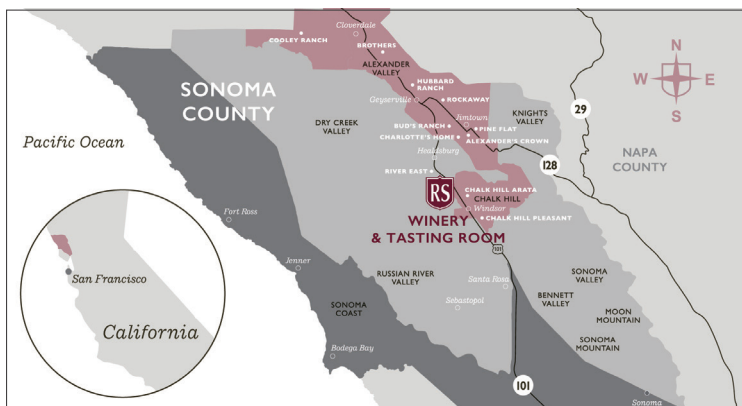 Cloverdale
COOLEY RANCH
BROTHERS
ALEXANDER
VALLEY
HUBBARD
RANCH
Geyserville
ROCKAWAY
SONOMA
COUNTY
DRY CREEK
VALLEY
Jimtown
KNIGHTS
VALLEY
BUD'S RANCH
PINE FLAT
CHARLOTTE'S HOME
ALEXANDER'S CROWN
Healdsburg
RIVER EAST
N
W E
S
29
128
NAPA
COUNTY
Pacific Ocean
RS
CHALK HILL ARATA
CHALK HILL
Windsor
CHALK HILL PLEASANT
WINERY
& TASTING ROOM
101
Fort Ross
Jenner
RUSSIAN RIVER
VALLEY
Santa Rosa
Sebastopol
SONOMA
COAST
Bodega Bay
SONOMA
VALLEY
BENNETT
VALLEY
MOON
MOUNTAIN
SONOMA
MOUNTAIN
101
Sonoma
San Francisco
California